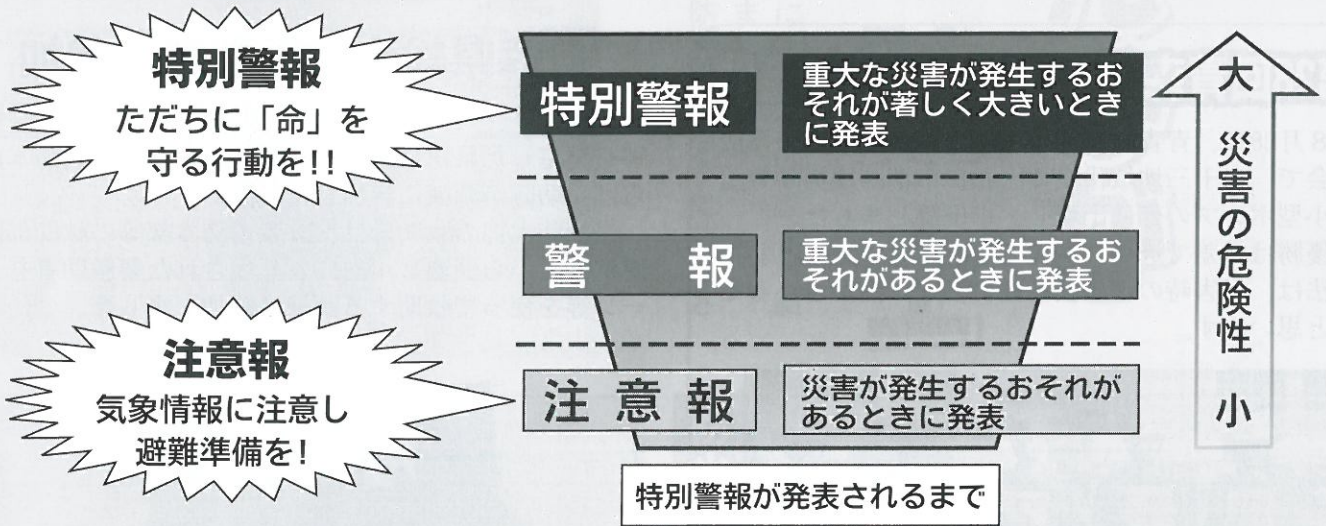 特別警報
ただちに「命」を
守る行動を!!
特別警報
重大な災害が発生するお
それが著しく大きいとき
に発表
警 報
重大な災害が発生するお
それがあるときに発表
注意報
気象情報に注意し
避難準備を!
注 意 報
災害が発生するおそれが
あるときに発表
特別警報が発表されるまで
大
災害の危険性
小